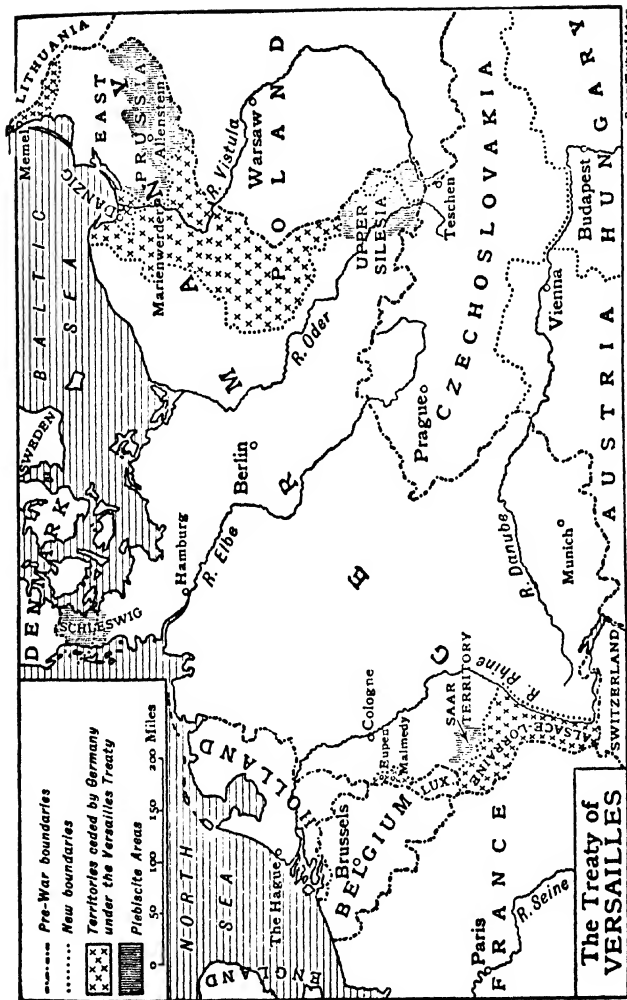 Pre-War boundaries
New boundaries
Territories ceded by Germany
under the Versailles Treaty
Plebiscite Areas
0 50 100 150 200 Miles
NORTH
SEA
ENGLAND
DENMARK
SWEDEN
BALTIC
SEA
SCHLESWIG
Memel
LITHUANIA
DANZIG
EAST
PRUSSIA
Allenstein
Marienwerder
R. Vistula
Warsaw
POLAND
Hamburg
R. Elbe
Berlin
R. Oder
GERMANY
UPPER
SILESIA
Teschen
The Hague
HOLLAND
Brussels
BELGIUM
Cologne
Eupen
Malmedy
LUX
SAAR
TERRITORY
R. Rhine
ALSACE-LORRAINE
Paris
R. Seine
FRANCE
Prague
CZECHOSLOVAKIA
R. Danube
Munich
Vienna
Budapest
SWITZERLAND
AUSTRIA HUNGARY
The Treaty of
VERSAILLES